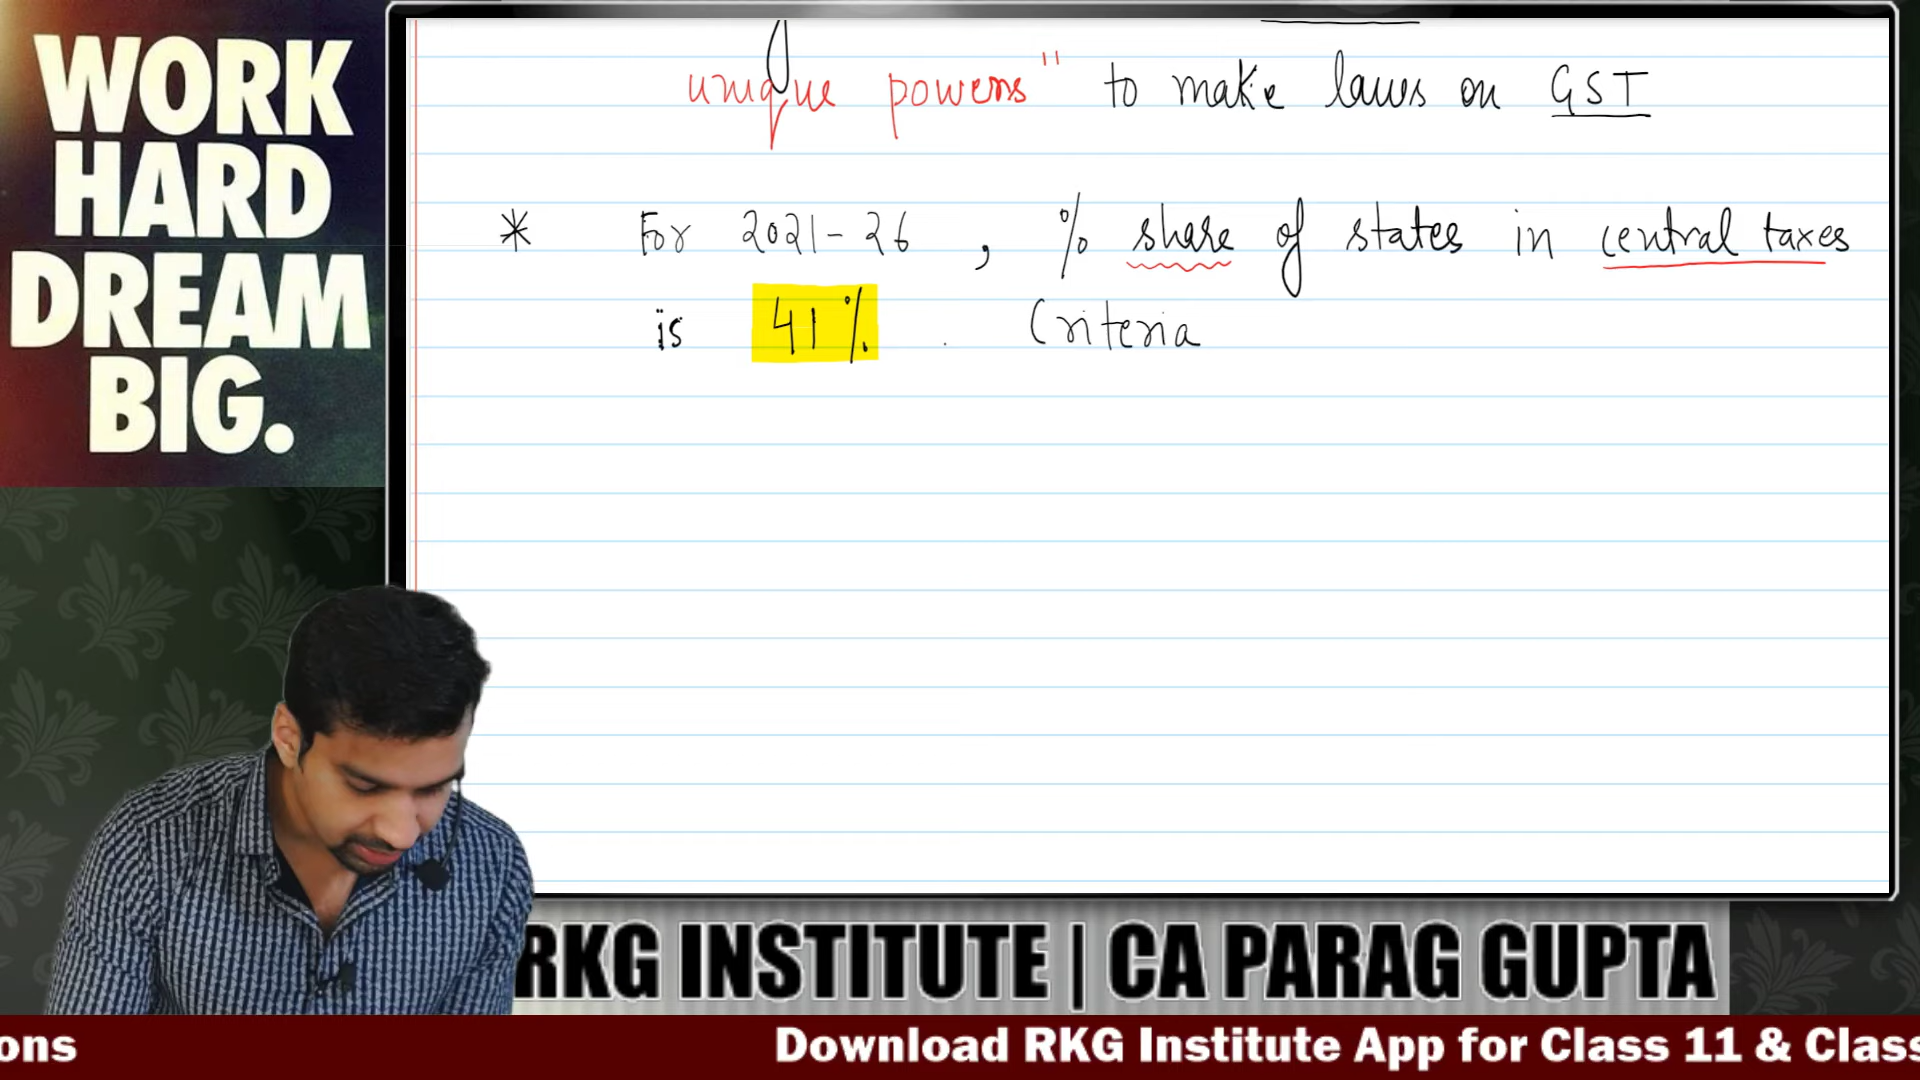 WORK
HARD
DREAM
BIG.
unique powers" to make laws on GST
* For 2021-26, % share of states in central taxes
is 41%. Criteria
RKG INSTITUTE | CA PARAG GUPTA
ons Download RKG Institute App for Class 11 & Class